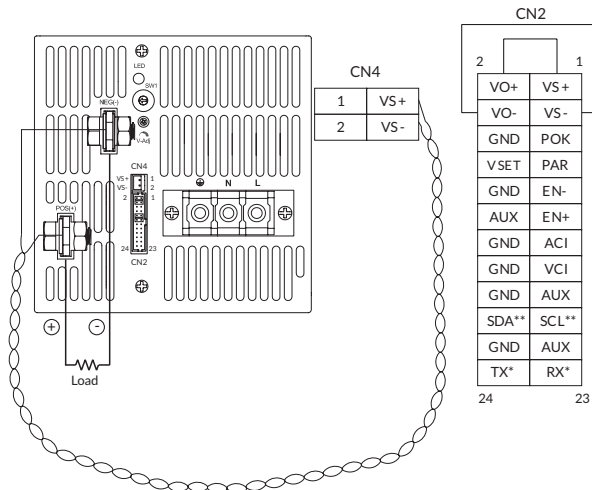 CN2
2 1
VO+ VS+
VO- VS-
GND POK
VSET PAR
GND EN-
AUX EN+
GND ACI
GND VCI
GND AUX
SDA** SCL**
GND AUX
TX* RX*
24 23
CN4
1 VS+
2 VS-
LED
SW1
NEG(-)
V-Adj
CN4
VS+ 1
VS- 2
2 1
N L
POS(+)
24 23
CN2
+ -
Load